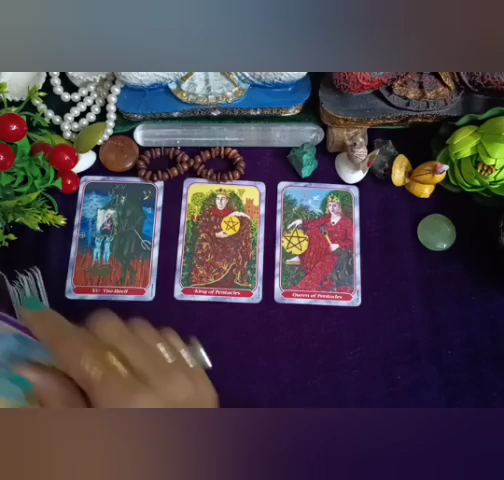 XV The Devil
King of Pentacles
Queen of Pentacles